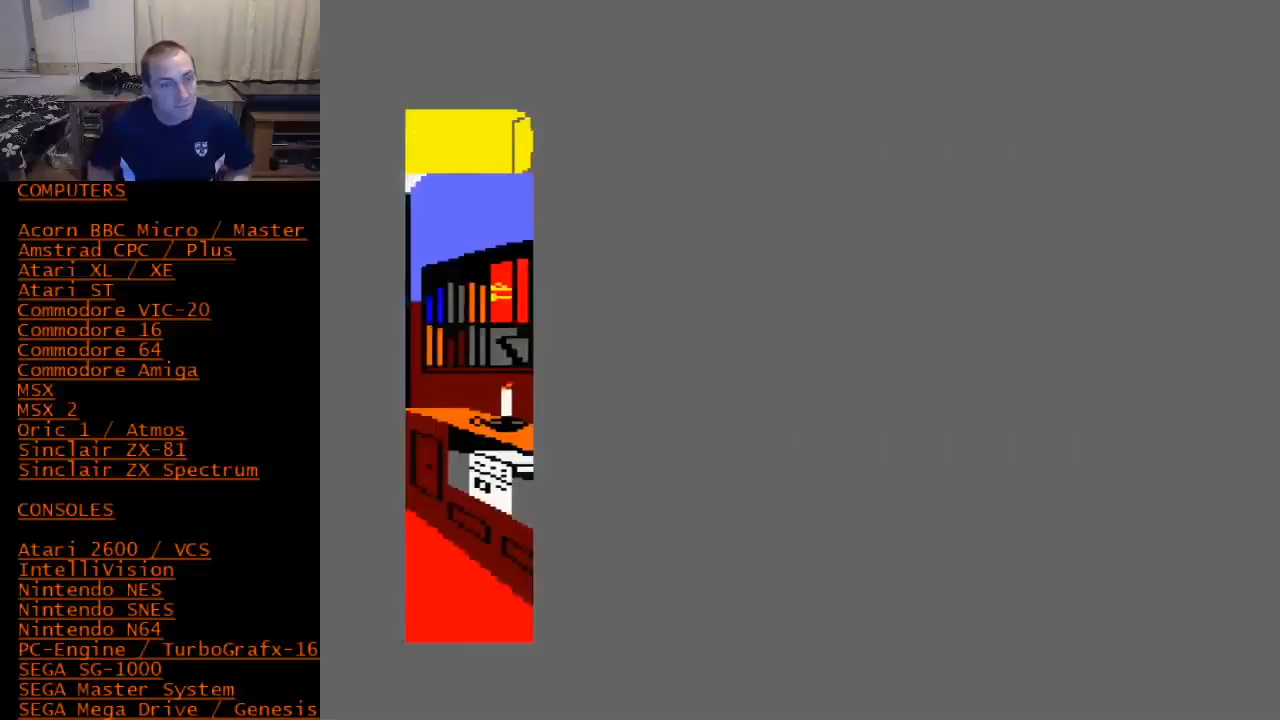 COMPUTERS
Acorn BBC Micro / Master
Amstrad CPC / Plus
Atari XL / XE
Atari ST
Commodore VIC-20
Commodore 16
Commodore 64
Commodore Amiga
MSX
MSX 2
Oric 1 / Atmos
Sinclair ZX-81
Sinclair ZX Spectrum
CONSOLES
Atari 2600 / VCS
IntelliVision
Nintendo NES
Nintendo SNES
Nintendo N64
PC-Engine / TurboGrafx-16
SEGA SG-1000
SEGA Master System
SEGA Mega Drive / Genesis